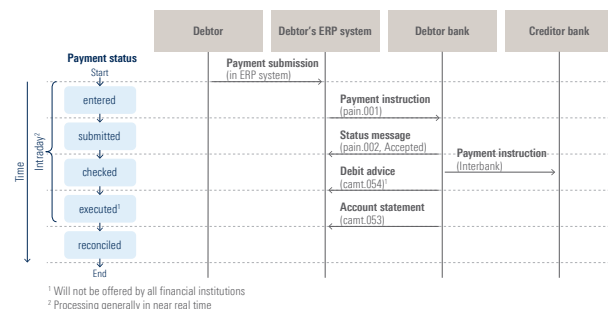 Debtor
Debtor's ERP system
Debtor bank
Creditor bank
Payment status
Start
Payment submission
(in ERP system)
entered
Payment instruction
(pain.001)
submitted
Status message
(pain.002, Accepted)
Payment instruction
(Interbank)
checked
Debit advice
(camt.054)¹
executed¹
Account statement
(camt.053)
reconciled
End
Time
Intraday²
¹ Will not be offered by all financial institutions
² Processing generally in near real time